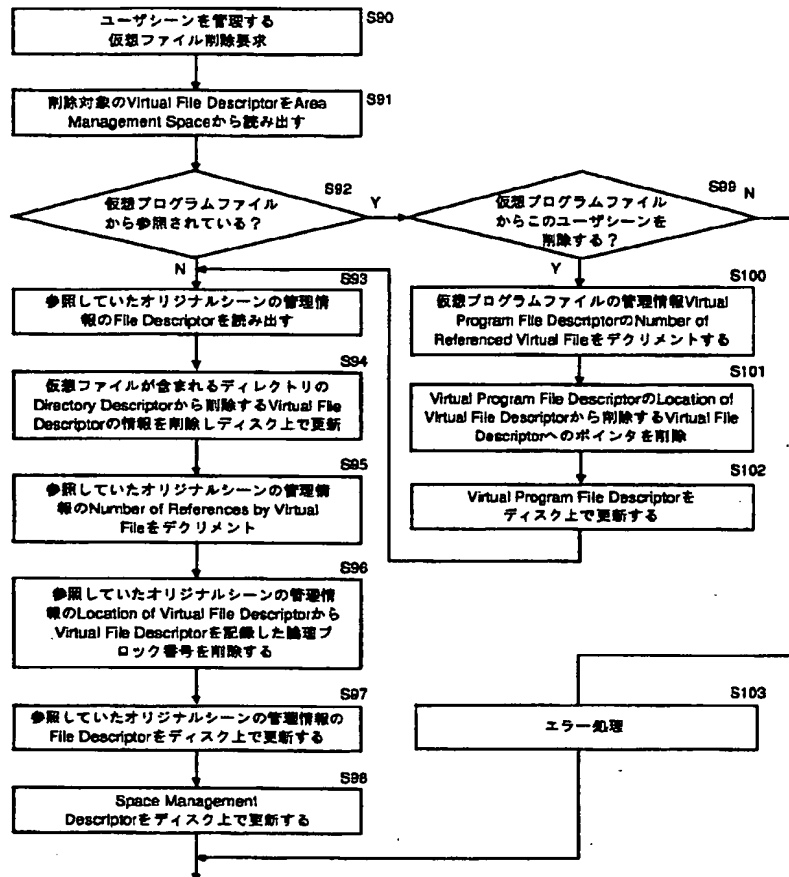 S90
ユーザシーンを管理する
仮想ファイル削除要求
S91
削除対象のVirtual File DescriptorをArea
Management Spaceから読み出す
S92
仮想プログラムファイル
から参照されている？
Y
N
S99
仮想プログラムファイル
からこのユーザシーンを
削除する？
N
Y
S93
参照していたオリジナルシーンの管理情
報のFile Descriptorを読み出す
S94
仮想ファイルが含まれるディレクトリの
Directory Descriptorから削除するVirtual File
Descriptorの情報を削除しディスク上で更新
S95
参照していたオリジナルシーンの管理情
報のNumber of References by Virtual
Fileをデクリメント
S96
参照していたオリジナルシーンの管理情
報のLocation of Virtual File Descriptorから
Virtual File Descriptorを記録した論理ブ
ロック番号を削除する
S97
参照していたオリジナルシーンの管理情報の
File Descriptorをディスク上で更新する
S98
Space Management
Descriptorをディスク上で更新する
S100
仮想プログラムファイルの管理情報Virtual
Program File DescriptorのNumber of
Referenced Virtual Fileをデクリメントする
S101
Virtual Program File DescriptorのLocation of
Virtual File Descriptorから削除するVirtual File
Descriptorへのポインタを削除
S102
Virtual Program File Descriptorを
ディスク上で更新する
S103
エラー処理